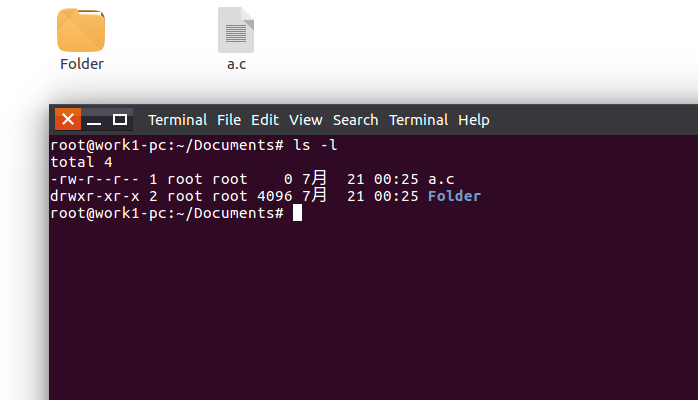 Folder
a.c
Terminal File Edit View Search Terminal Help
root@work1-pc:~/Documents# ls -l
total 4
-rw-r--r-- 1 root root    0 7月  21 00:25 a.c
drwxr-xr-x 2 root root 4096 7月  21 00:25 Folder
root@work1-pc:~/Documents#